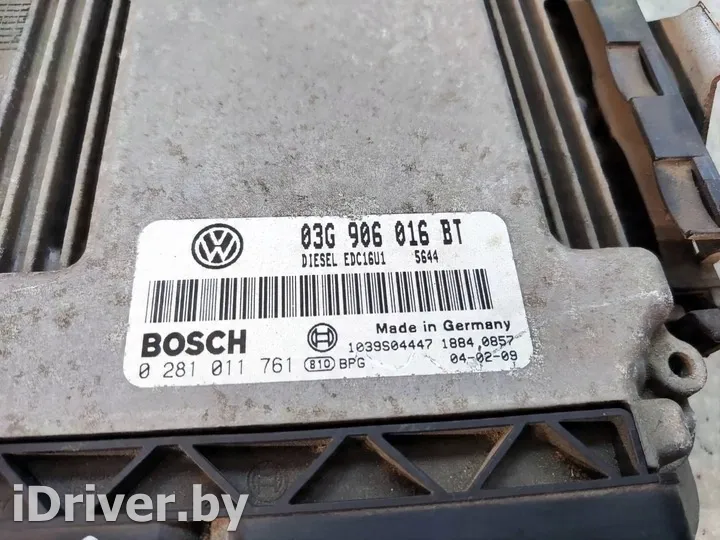 03G 906 016 BT
DIESEL EDC16U1 5644
BOSCH
Made in Germany
1039S04447 1884,0857
0 281 011 761 810 BPG 04-02-09
iDriver.by